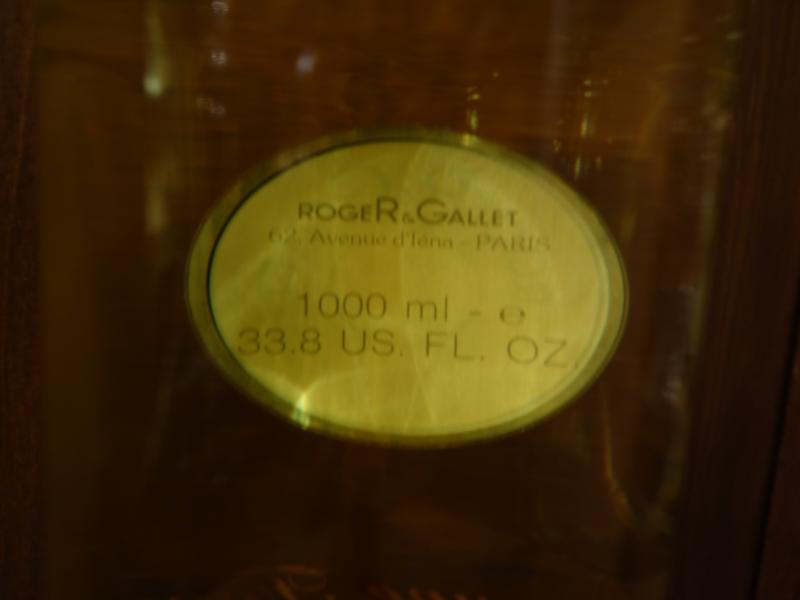 ROGER&GALLET
62, Avenue d'Iéna - PARIS
1000 ml - e
33.8 US. FL. OZ.